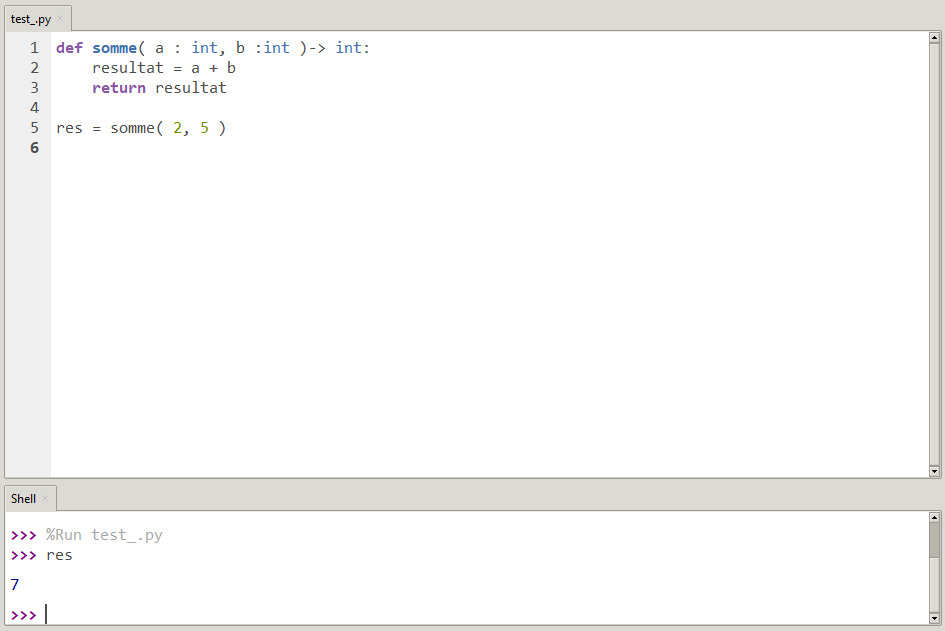 test_.py ×
1 def somme( a : int, b :int )-> int:
2     resultat = a + b
3     return resultat
4
5 res = somme( 2, 5 )
6
Shell ×
>>> %Run test_.py
>>> res
7
>>>